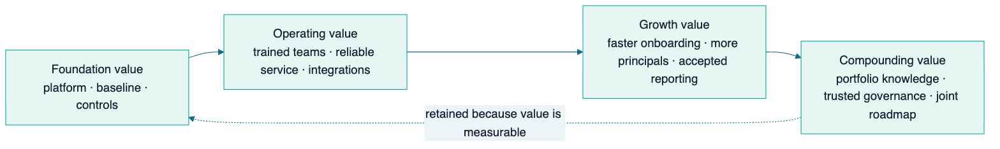 Foundation value
platform · baseline ·
controls
Operating value
trained teams · reliable
service · integrations
Growth value
faster onboarding · more
principals · accepted
reporting
Compounding value
portfolio knowledge ·
trusted governance · joint
roadmap
retained because value is
measurable